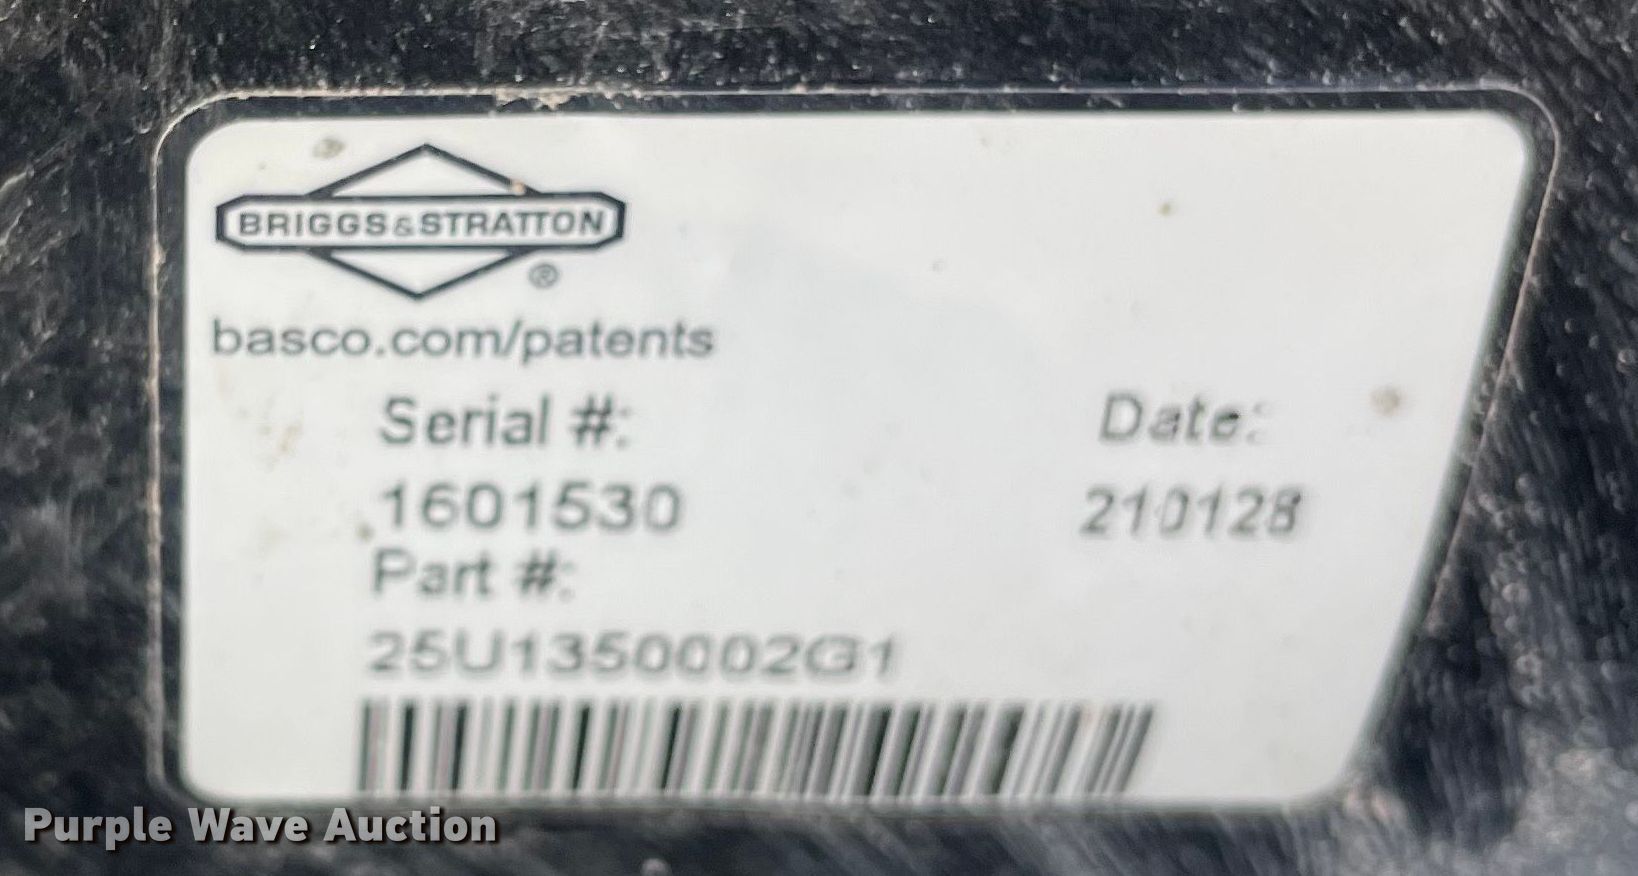 BRIGGS&STRATTON
®
basco.com/patents
Serial #: Date:
1601530 210128
Part #:
25U1350002G1
Purple Wave Auction